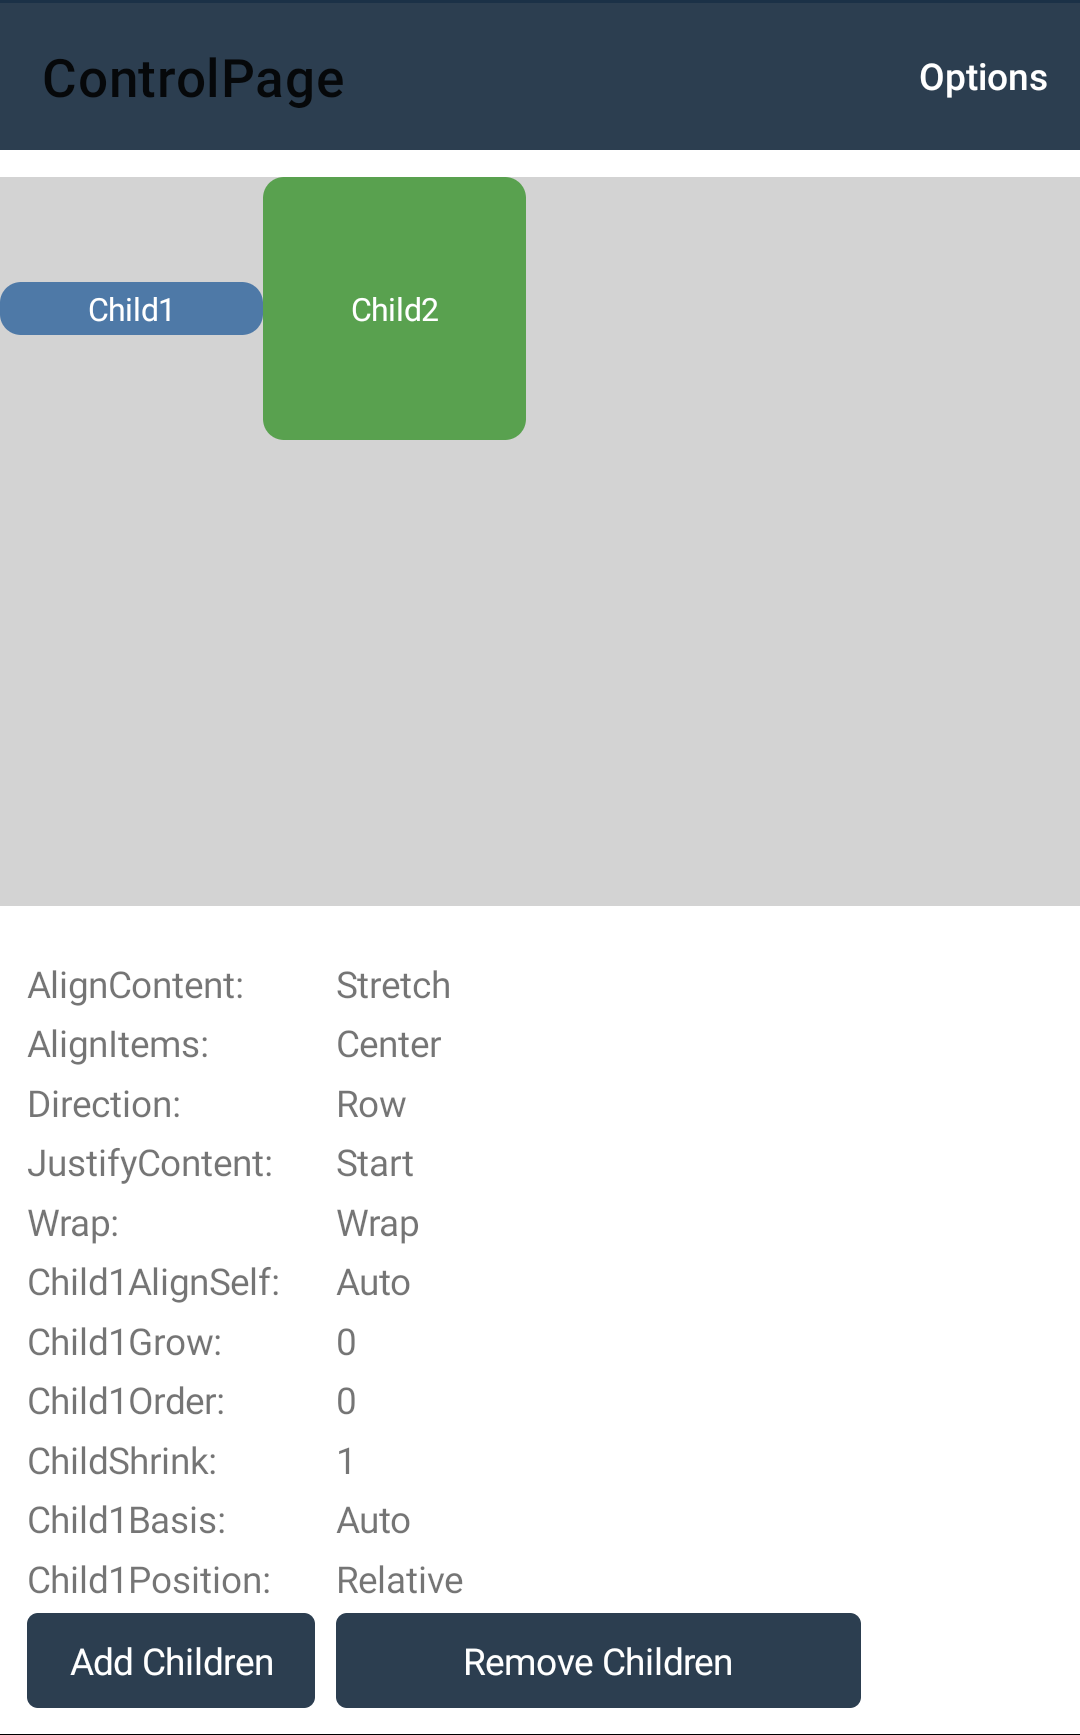 ControlPage
Options
Child1
Child2
AlignContent: Stretch
AlignItems: Center
Direction: Row
JustifyContent: Start
Wrap: Wrap
Child1AlignSelf: Auto
Child1Grow: 0
Child1Order: 0
ChildShrink: 1
Child1Basis: Auto
Child1Position: Relative
Add Children
Remove Children